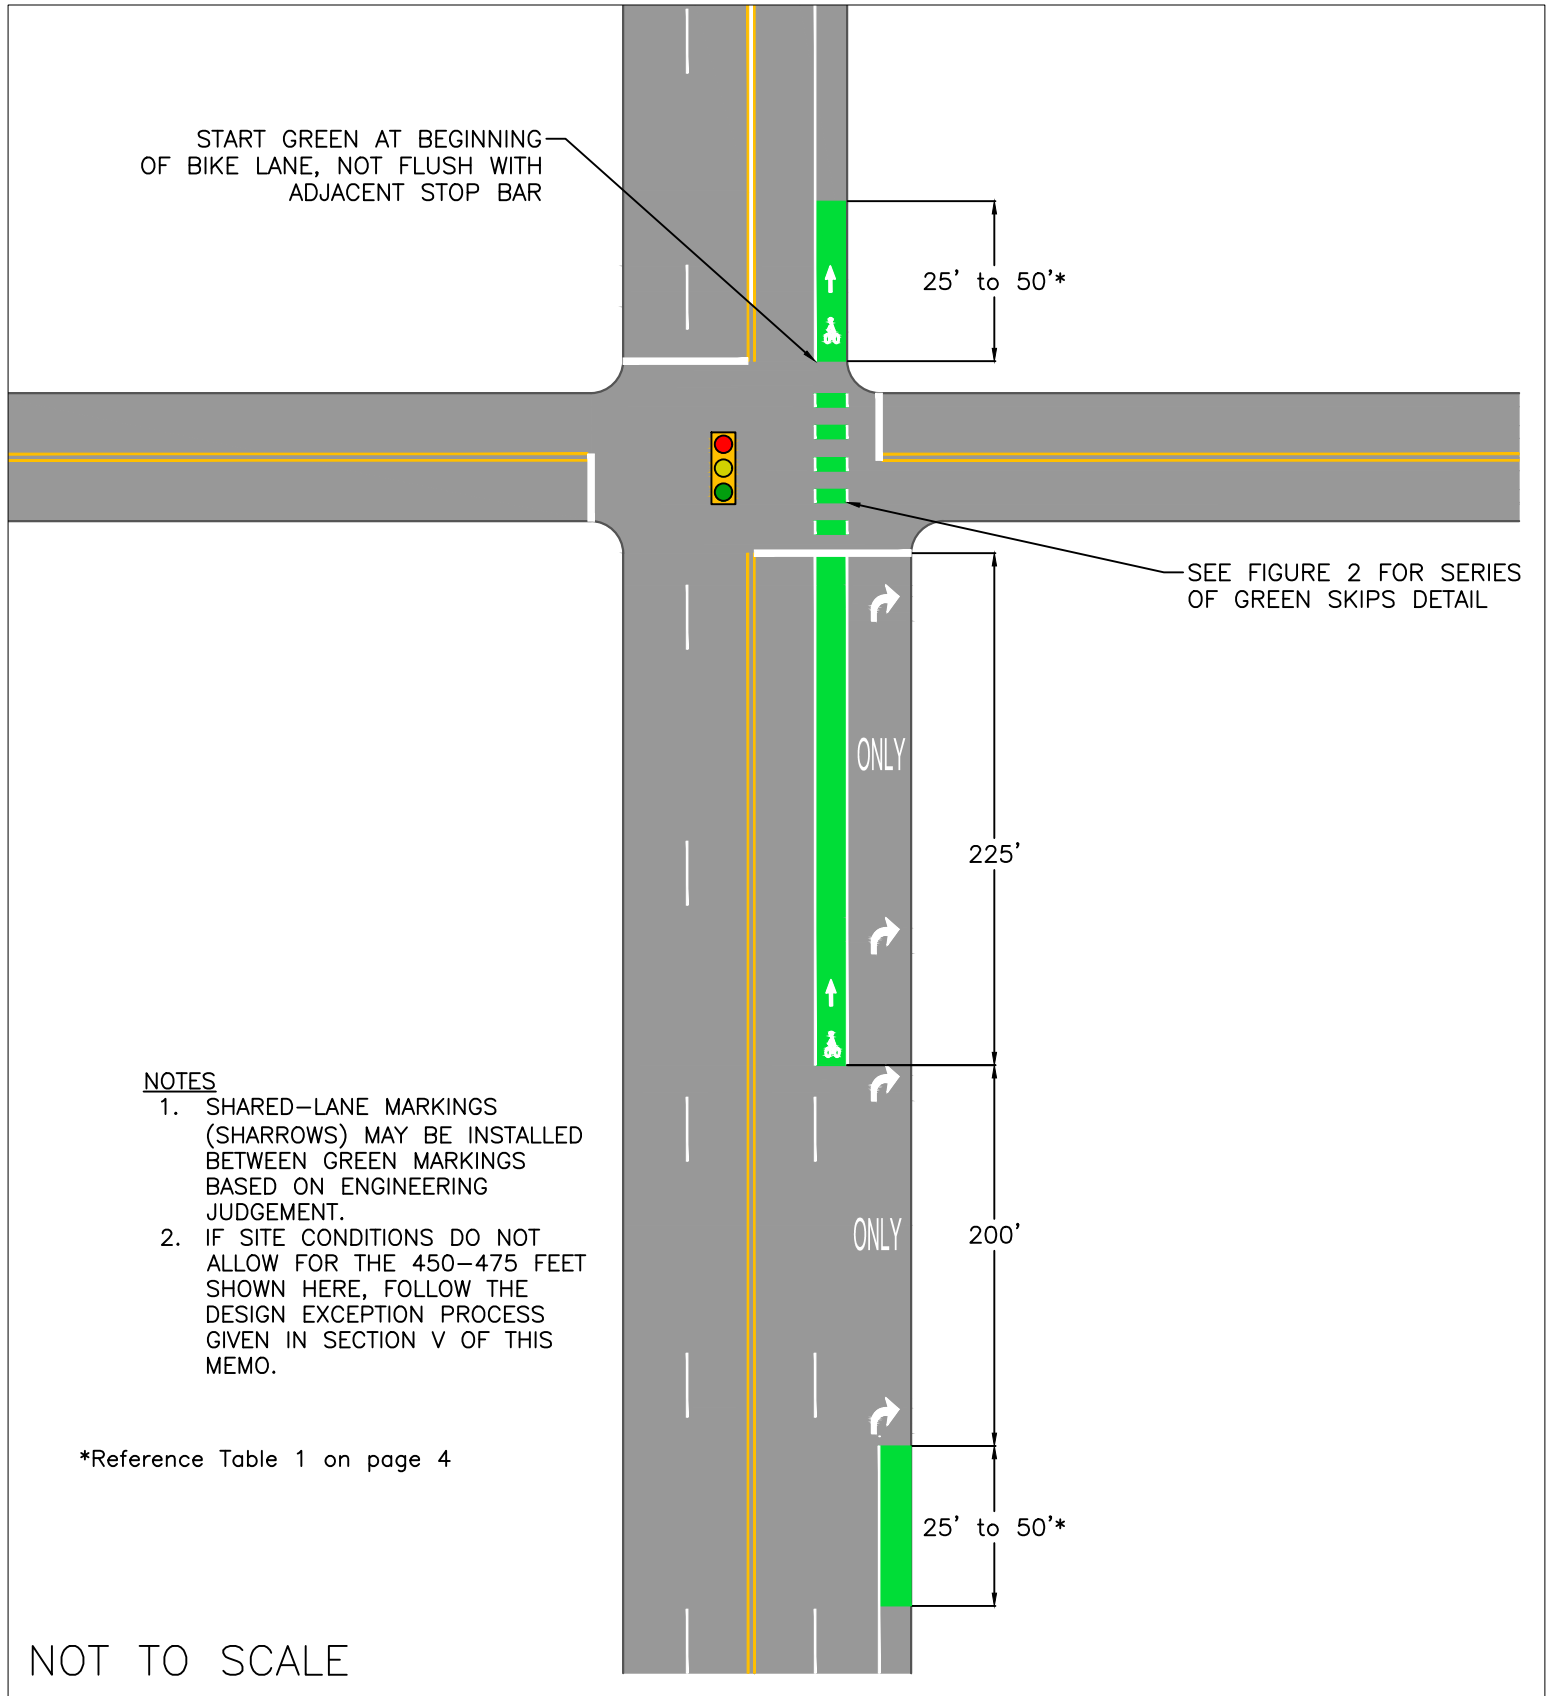 START GREEN AT BEGINNING
OF BIKE LANE, NOT FLUSH WITH
ADJACENT STOP BAR
25' to 50'*
SEE FIGURE 2 FOR SERIES
OF GREEN SKIPS DETAIL
ONLY
225'
NOTES
1. SHARED-LANE MARKINGS
(SHARROWS) MAY BE INSTALLED
BETWEEN GREEN MARKINGS
BASED ON ENGINEERING
JUDGEMENT.
2. IF SITE CONDITIONS DO NOT
ALLOW FOR THE 450-475 FEET
SHOWN HERE, FOLLOW THE
DESIGN EXCEPTION PROCESS
GIVEN IN SECTION V OF THIS
MEMO.
ONLY
200'
*Reference Table 1 on page 4
25' to 50'*
NOT TO SCALE